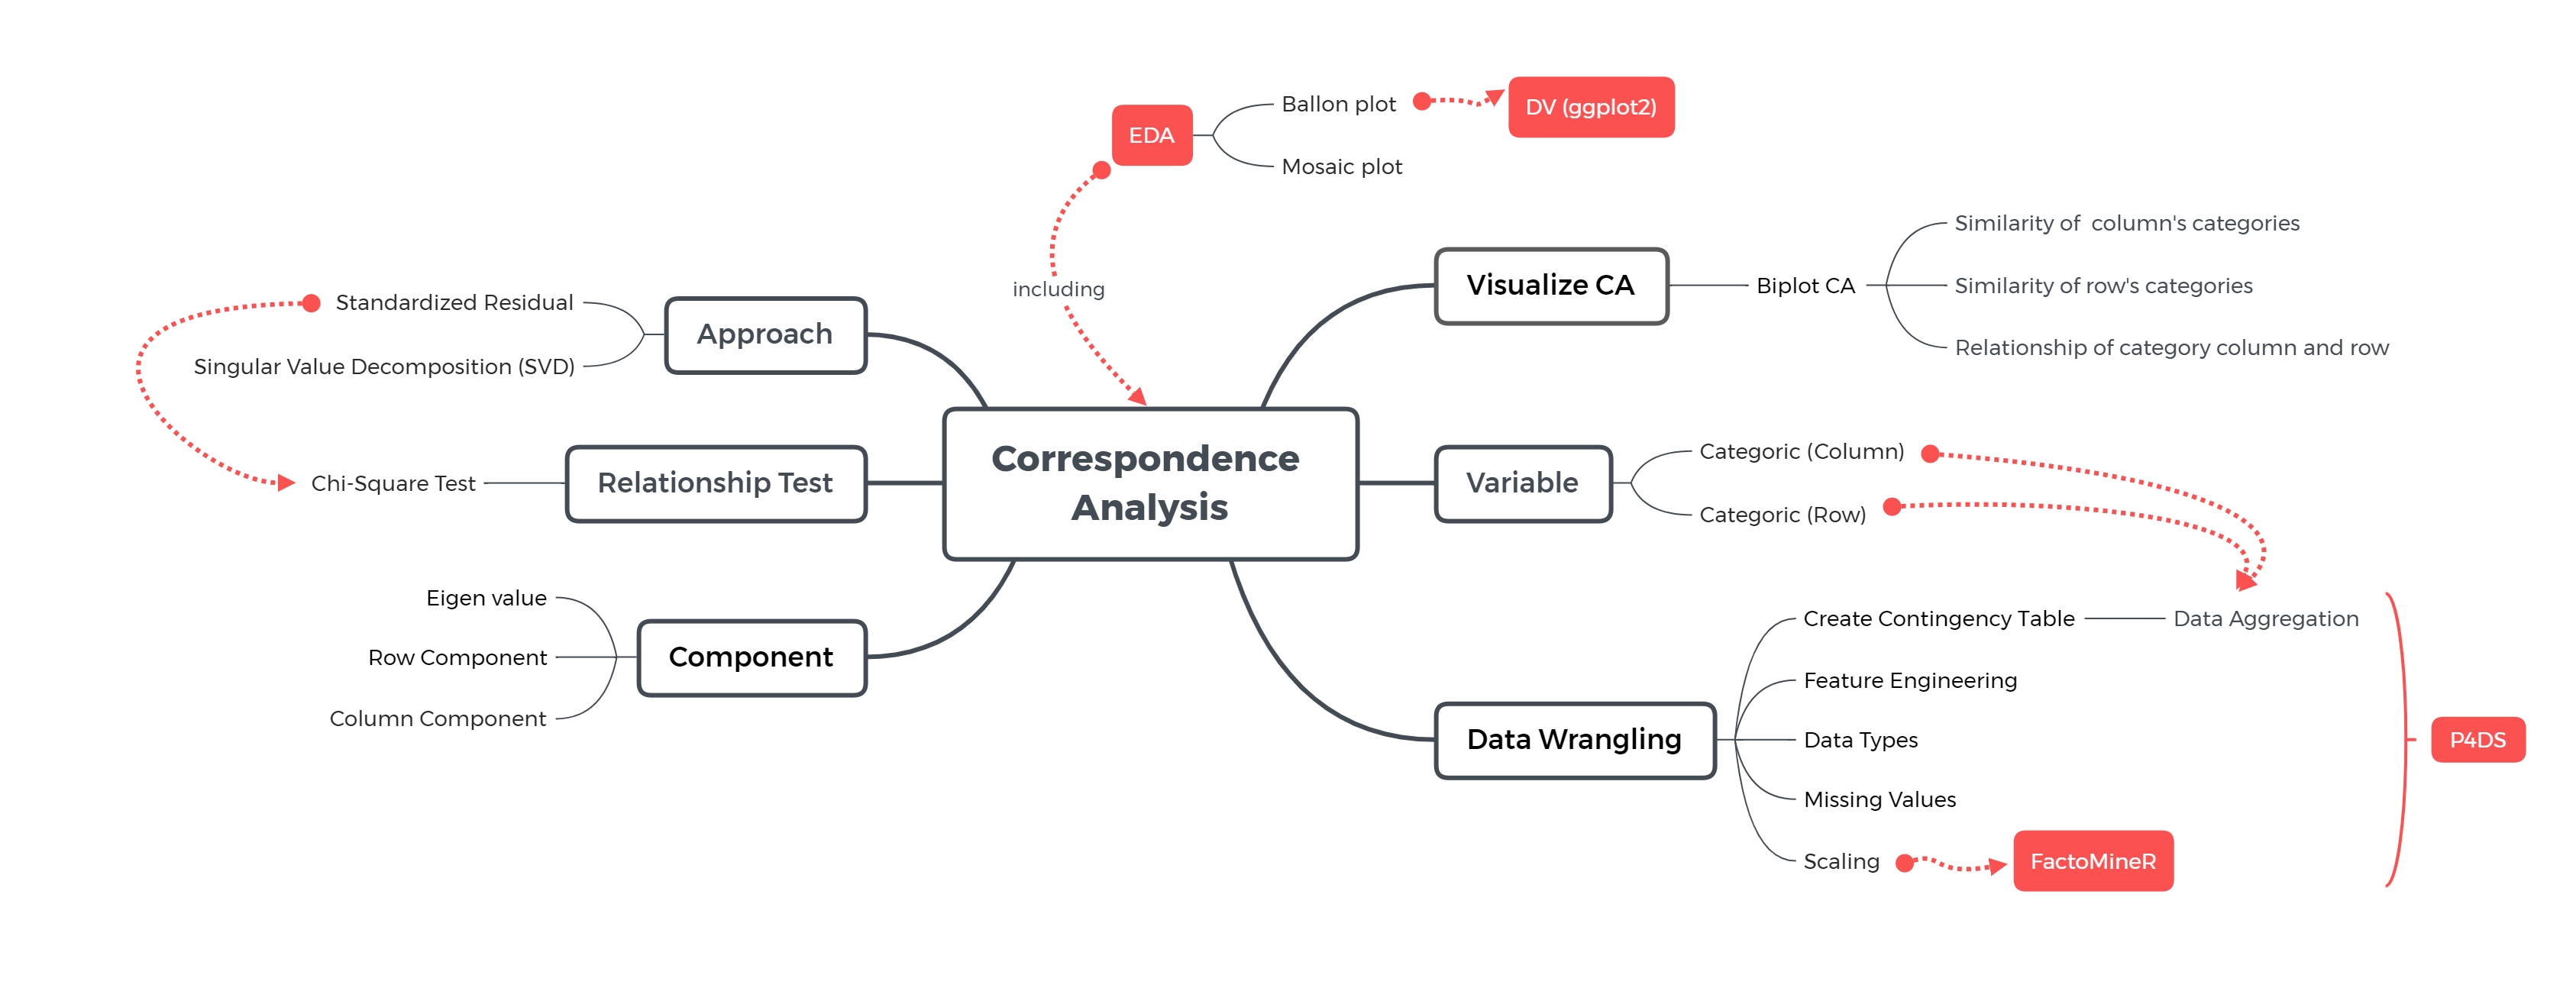 EDA
Ballon plot
DV (ggplot2)
Mosaic plot
including
Visualize CA
Biplot CA
Similarity of  column's categories
Similarity of row's categories
Relationship of category column and row
Approach
Standardized Residual
Singular Value Decomposition (SVD)
Correspondence
Analysis
Relationship Test
Chi-Square Test
Variable
Categoric (Column)
Categoric (Row)
Component
Eigen value
Row Component
Column Component
Data Wrangling
Create Contingency Table
Data Aggregation
Feature Engineering
Data Types
Missing Values
Scaling
FactoMineR
P4DS